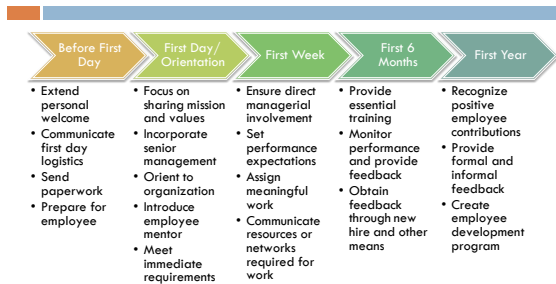 Before First
Day
• Extend
personal
welcome
• Communicate
first day
logistics
• Send
paperwork
• Prepare for
employee
First Day/
Orientation
• Focus on
sharing mission
and values
• Incorporate
senior
management
• Orient to
organization
• Introduce
employee
mentor
• Meet
immediate
requirements
First Week
• Ensure direct
managerial
involvement
• Set
performance
expectations
• Assign
meaningful
work
• Communicate
resources or
networks
required for
work
First 6
Months
• Provide
essential
training
• Monitor
performance
and provide
feedback
• Obtain
feedback
through new
hire and other
means
First Year
• Recognize
positive
employee
contributions
• Provide
formal and
informal
feedback
• Create
employee
development
program